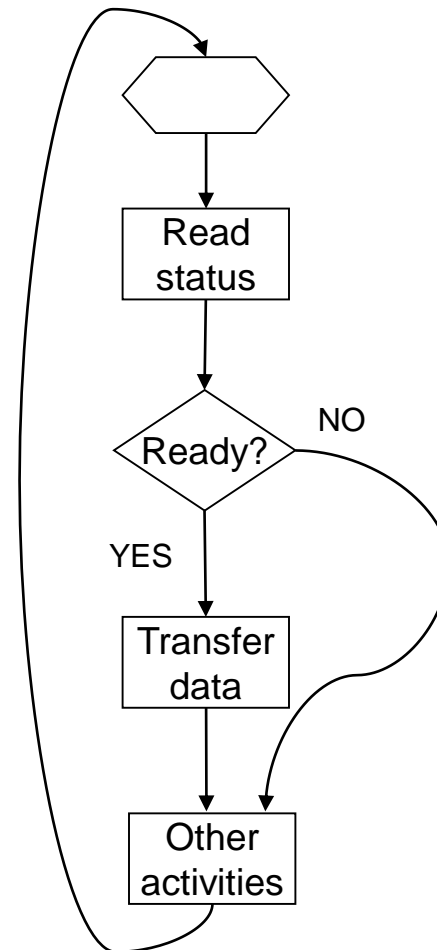 Read
status
Ready?
NO
YES
Transfer
data
Other
activities